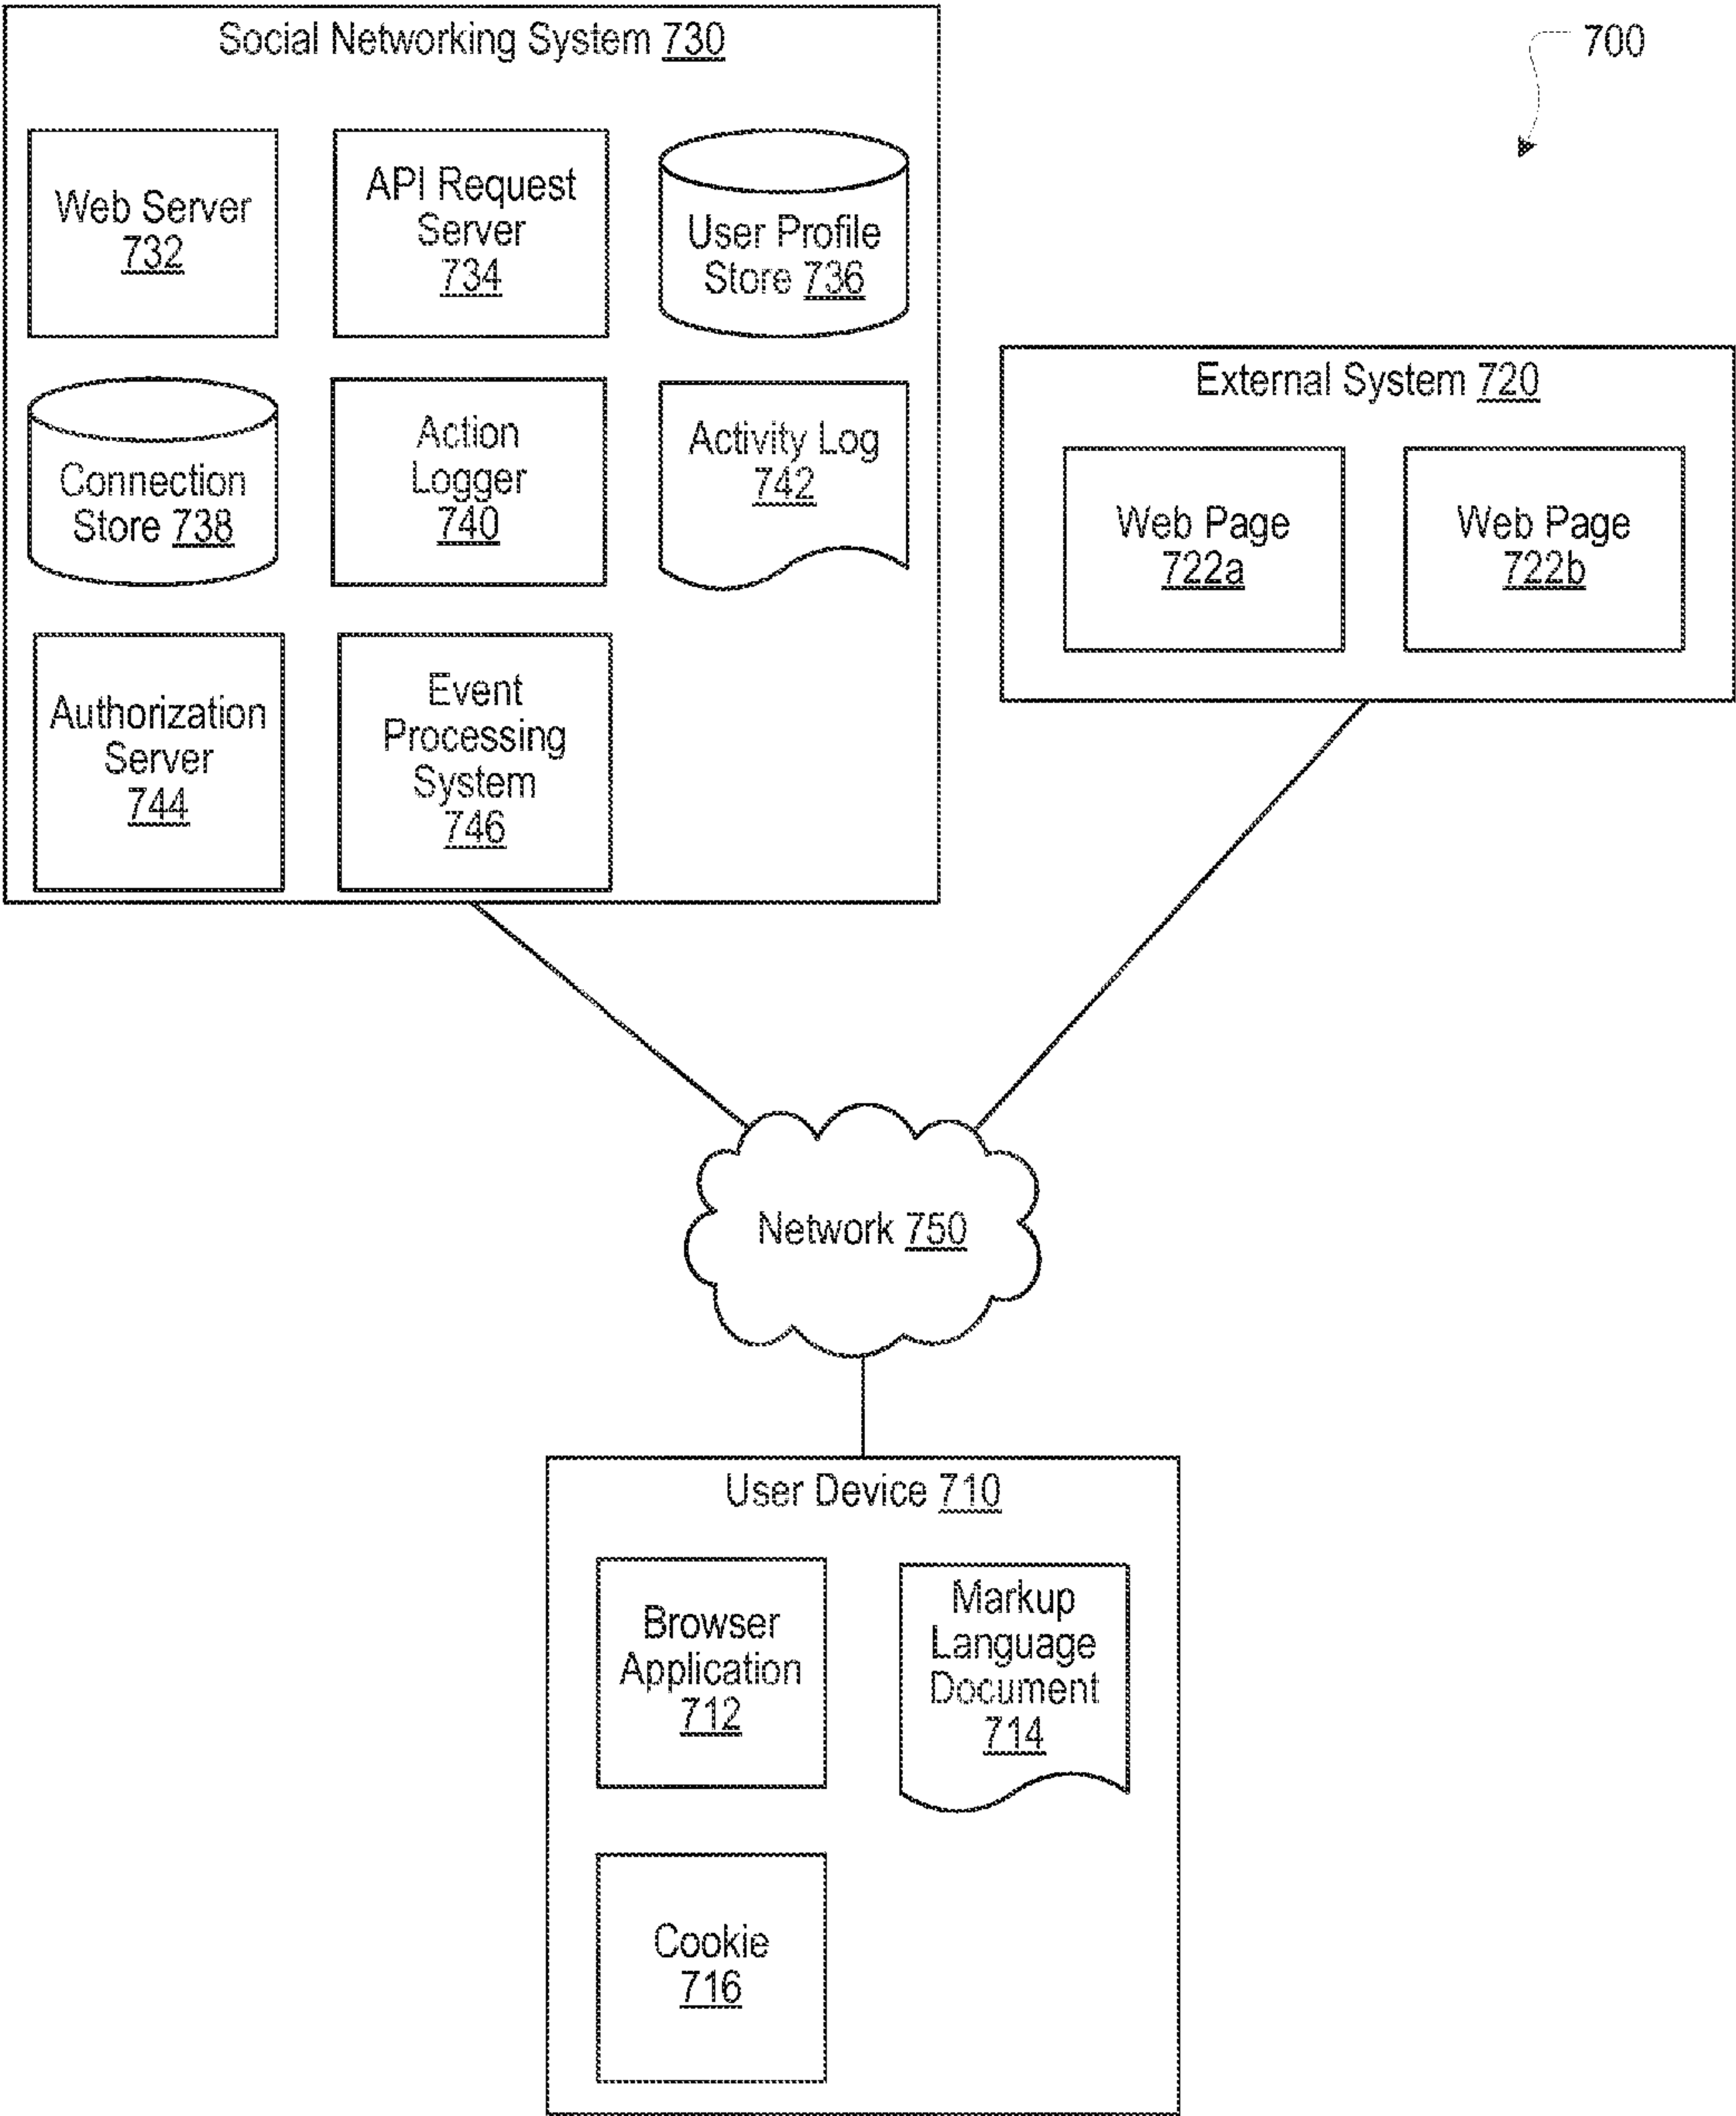 Social Networking System 730
700
Web Server
732
API Request
Server
734
User Profile
Store 736
Connection
Store 738
Action
Logger
740
Activity Log
742
Authorization
Server
744
Event
Processing
System
746
External System 720
Web Page
722a
Web Page
722b
Network 750
User Device 710
Browser
Application
712
Markup
Language
Document
714
Cookie
716